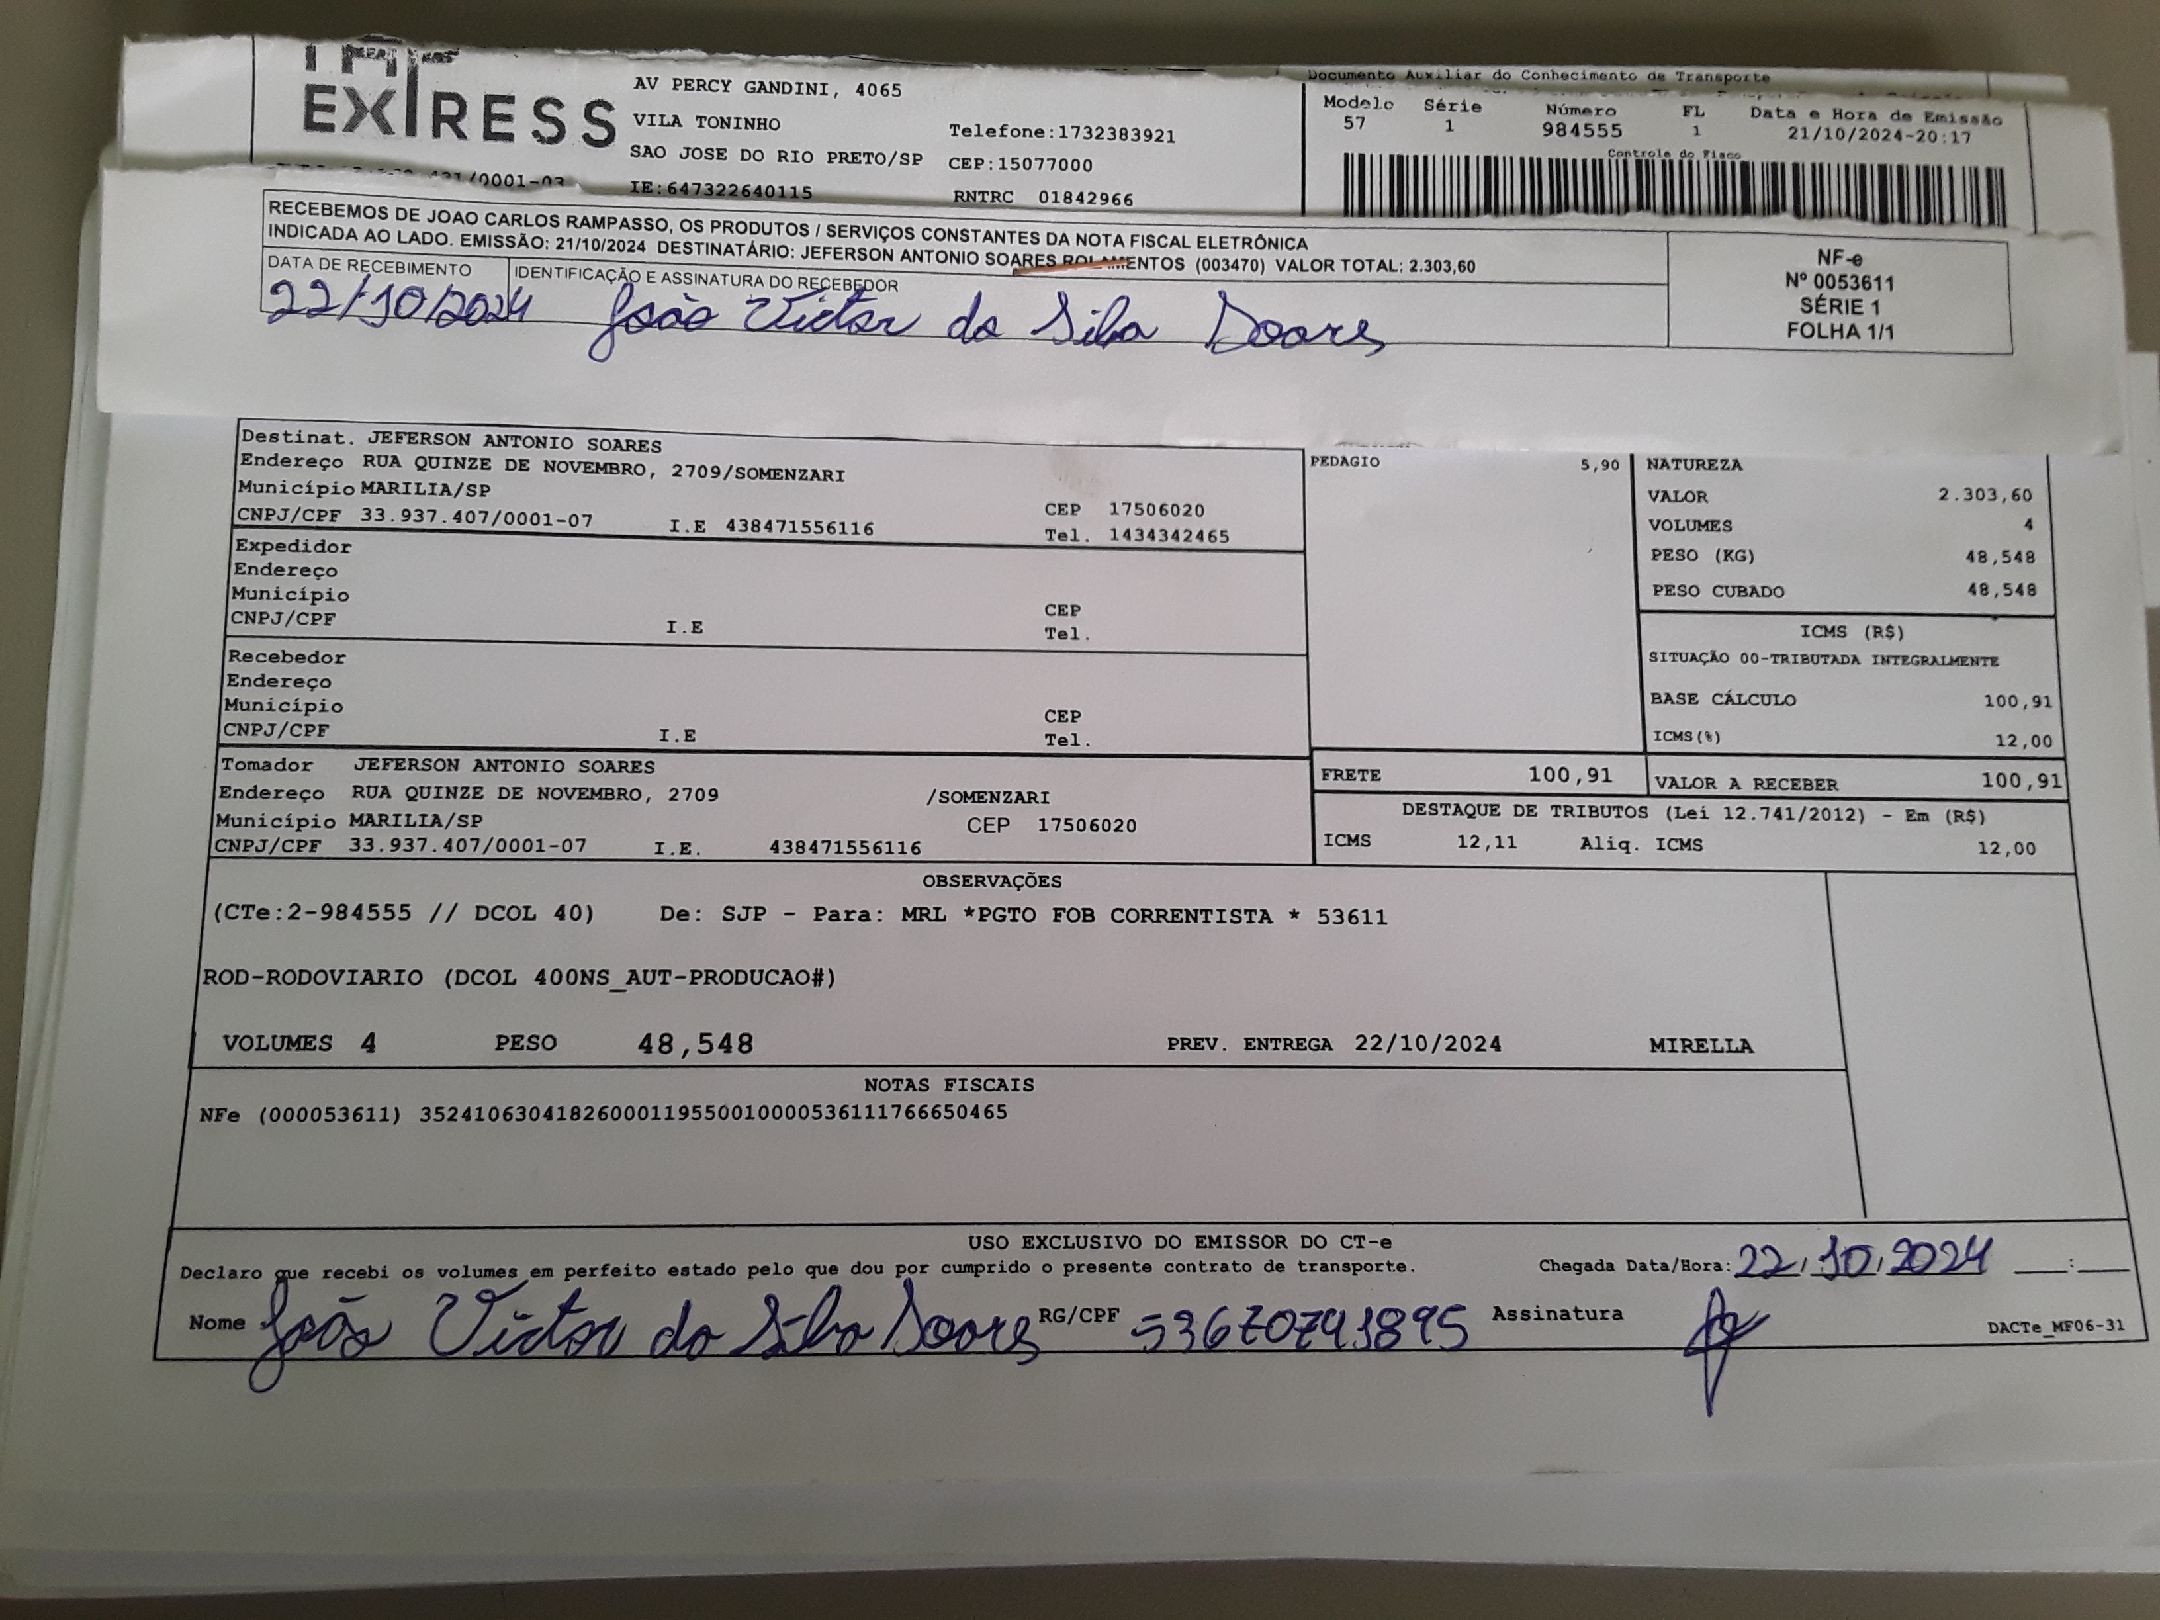 EXPRESS
AV PERCY GANDINI, 4065
VILA TONINHO
SAO JOSE DO RIO PRETO/SP
Telefone:1732383921
CEP:15077000
/0001-03
IE:647322640115
RNTRC 01842966
Documento Auxiliar do Conhecimento de Transporte
Modelo Série Número FL Data e Hora de Emissão
57 1 984555 1 21/10/2024-20:17
Controle do Fisco
RECEBEMOS DE JOAO CARLOS RAMPASSO, OS PRODUTOS / SERVIÇOS CONSTANTES DA NOTA FISCAL ELETRÔNICA
INDICADA AO LADO. EMISSÃO: 21/10/2024 DESTINATÁRIO: JEFERSON ANTONIO SOARES ROLAMENTOS (003470) VALOR TOTAL: 2.303,60
DATA DE RECEBIMENTO
22/10/2024
IDENTIFICAÇÃO E ASSINATURA DO RECEBEDOR
João Victor da Silva Soares
NF-e
Nº 0053611
SÉRIE 1
FOLHA 1/1
Destinat. JEFERSON ANTONIO SOARES
Endereço RUA QUINZE DE NOVEMBRO, 2709/SOMENZARI
Município MARILIA/SP CEP 17506020
CNPJ/CPF 33.937.407/0001-07 I.E 438471556116 Tel. 1434342465
Expedidor
Endereço
Município CEP
CNPJ/CPF I.E Tel.
Recebedor
Endereço
Município CEP
CNPJ/CPF I.E Tel.
Tomador JEFERSON ANTONIO SOARES
Endereço RUA QUINZE DE NOVEMBRO, 2709 /SOMENZARI
Município MARILIA/SP CEP 17506020
CNPJ/CPF 33.937.407/0001-07 I.E. 438471556116
PEDAGIO 5,90
NATUREZA
VALOR 2.303,60
VOLUMES 4
PESO (KG) 48,548
PESO CUBADO 48,548
ICMS (R$)
SITUAÇÃO 00-TRIBUTADA INTEGRALMENTE
BASE CÁLCULO 100,91
ICMS(%) 12,00
FRETE 100,91 VALOR A RECEBER 100,91
DESTAQUE DE TRIBUTOS (Lei 12.741/2012) - Em (R$)
ICMS 12,11 Aliq. ICMS 12,00
OBSERVAÇÕES
(CTe:2-984555 // DCOL 40) De: SJP - Para: MRL *PGTO FOB CORRENTISTA * 53611
ROD-RODOVIARIO (DCOL 400NS_AUT-PRODUCAO#)
VOLUMES 4 PESO 48,548 PREV. ENTREGA 22/10/2024 MIRELLA
NOTAS FISCAIS
NFe (000053611) 35241063041826000119550010000536111766650465
USO EXCLUSIVO DO EMISSOR DO CT-e
Declaro que recebi os volumes em perfeito estado pelo que dou por cumprido o presente contrato de transporte.
Chegada Data/Hora: 22/10/2024 __:__
Nome João Victor da Silva Soares RG/CPF 53670741895 Assinatura
DACTe_MF06-31